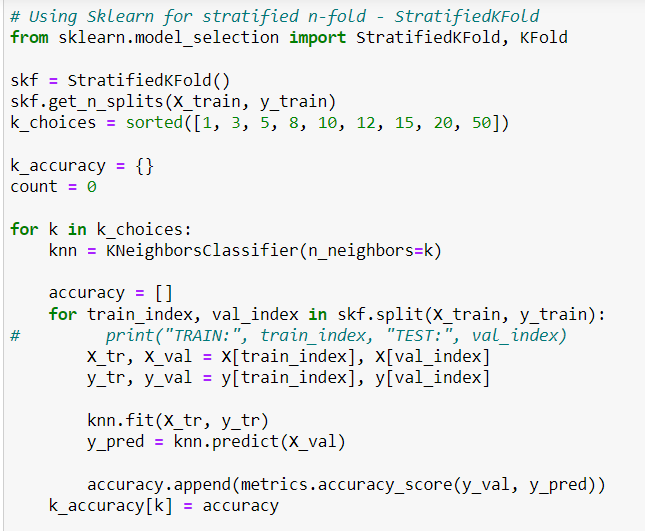 # Using Sklearn for stratified n-fold - StratifiedKFold
from sklearn.model_selection import StratifiedKFold, KFold
skf = StratifiedKFold()
skf.get_n_splits(X_train, y_train)
k_choices = sorted([1, 3, 5, 8, 10, 12, 15, 20, 50])
k_accuracy = {}
count = 0
for k in k_choices:
    knn = KNeighborsClassifier(n_neighbors=k)
    accuracy = []
    for train_index, val_index in skf.split(X_train, y_train):
#         print("TRAIN:", train_index, "TEST:", val_index)
        X_tr, X_val = X[train_index], X[val_index]
        y_tr, y_val = y[train_index], y[val_index]
        knn.fit(X_tr, y_tr)
        y_pred = knn.predict(X_val)
        accuracy.append(metrics.accuracy_score(y_val, y_pred))
    k_accuracy[k] = accuracy